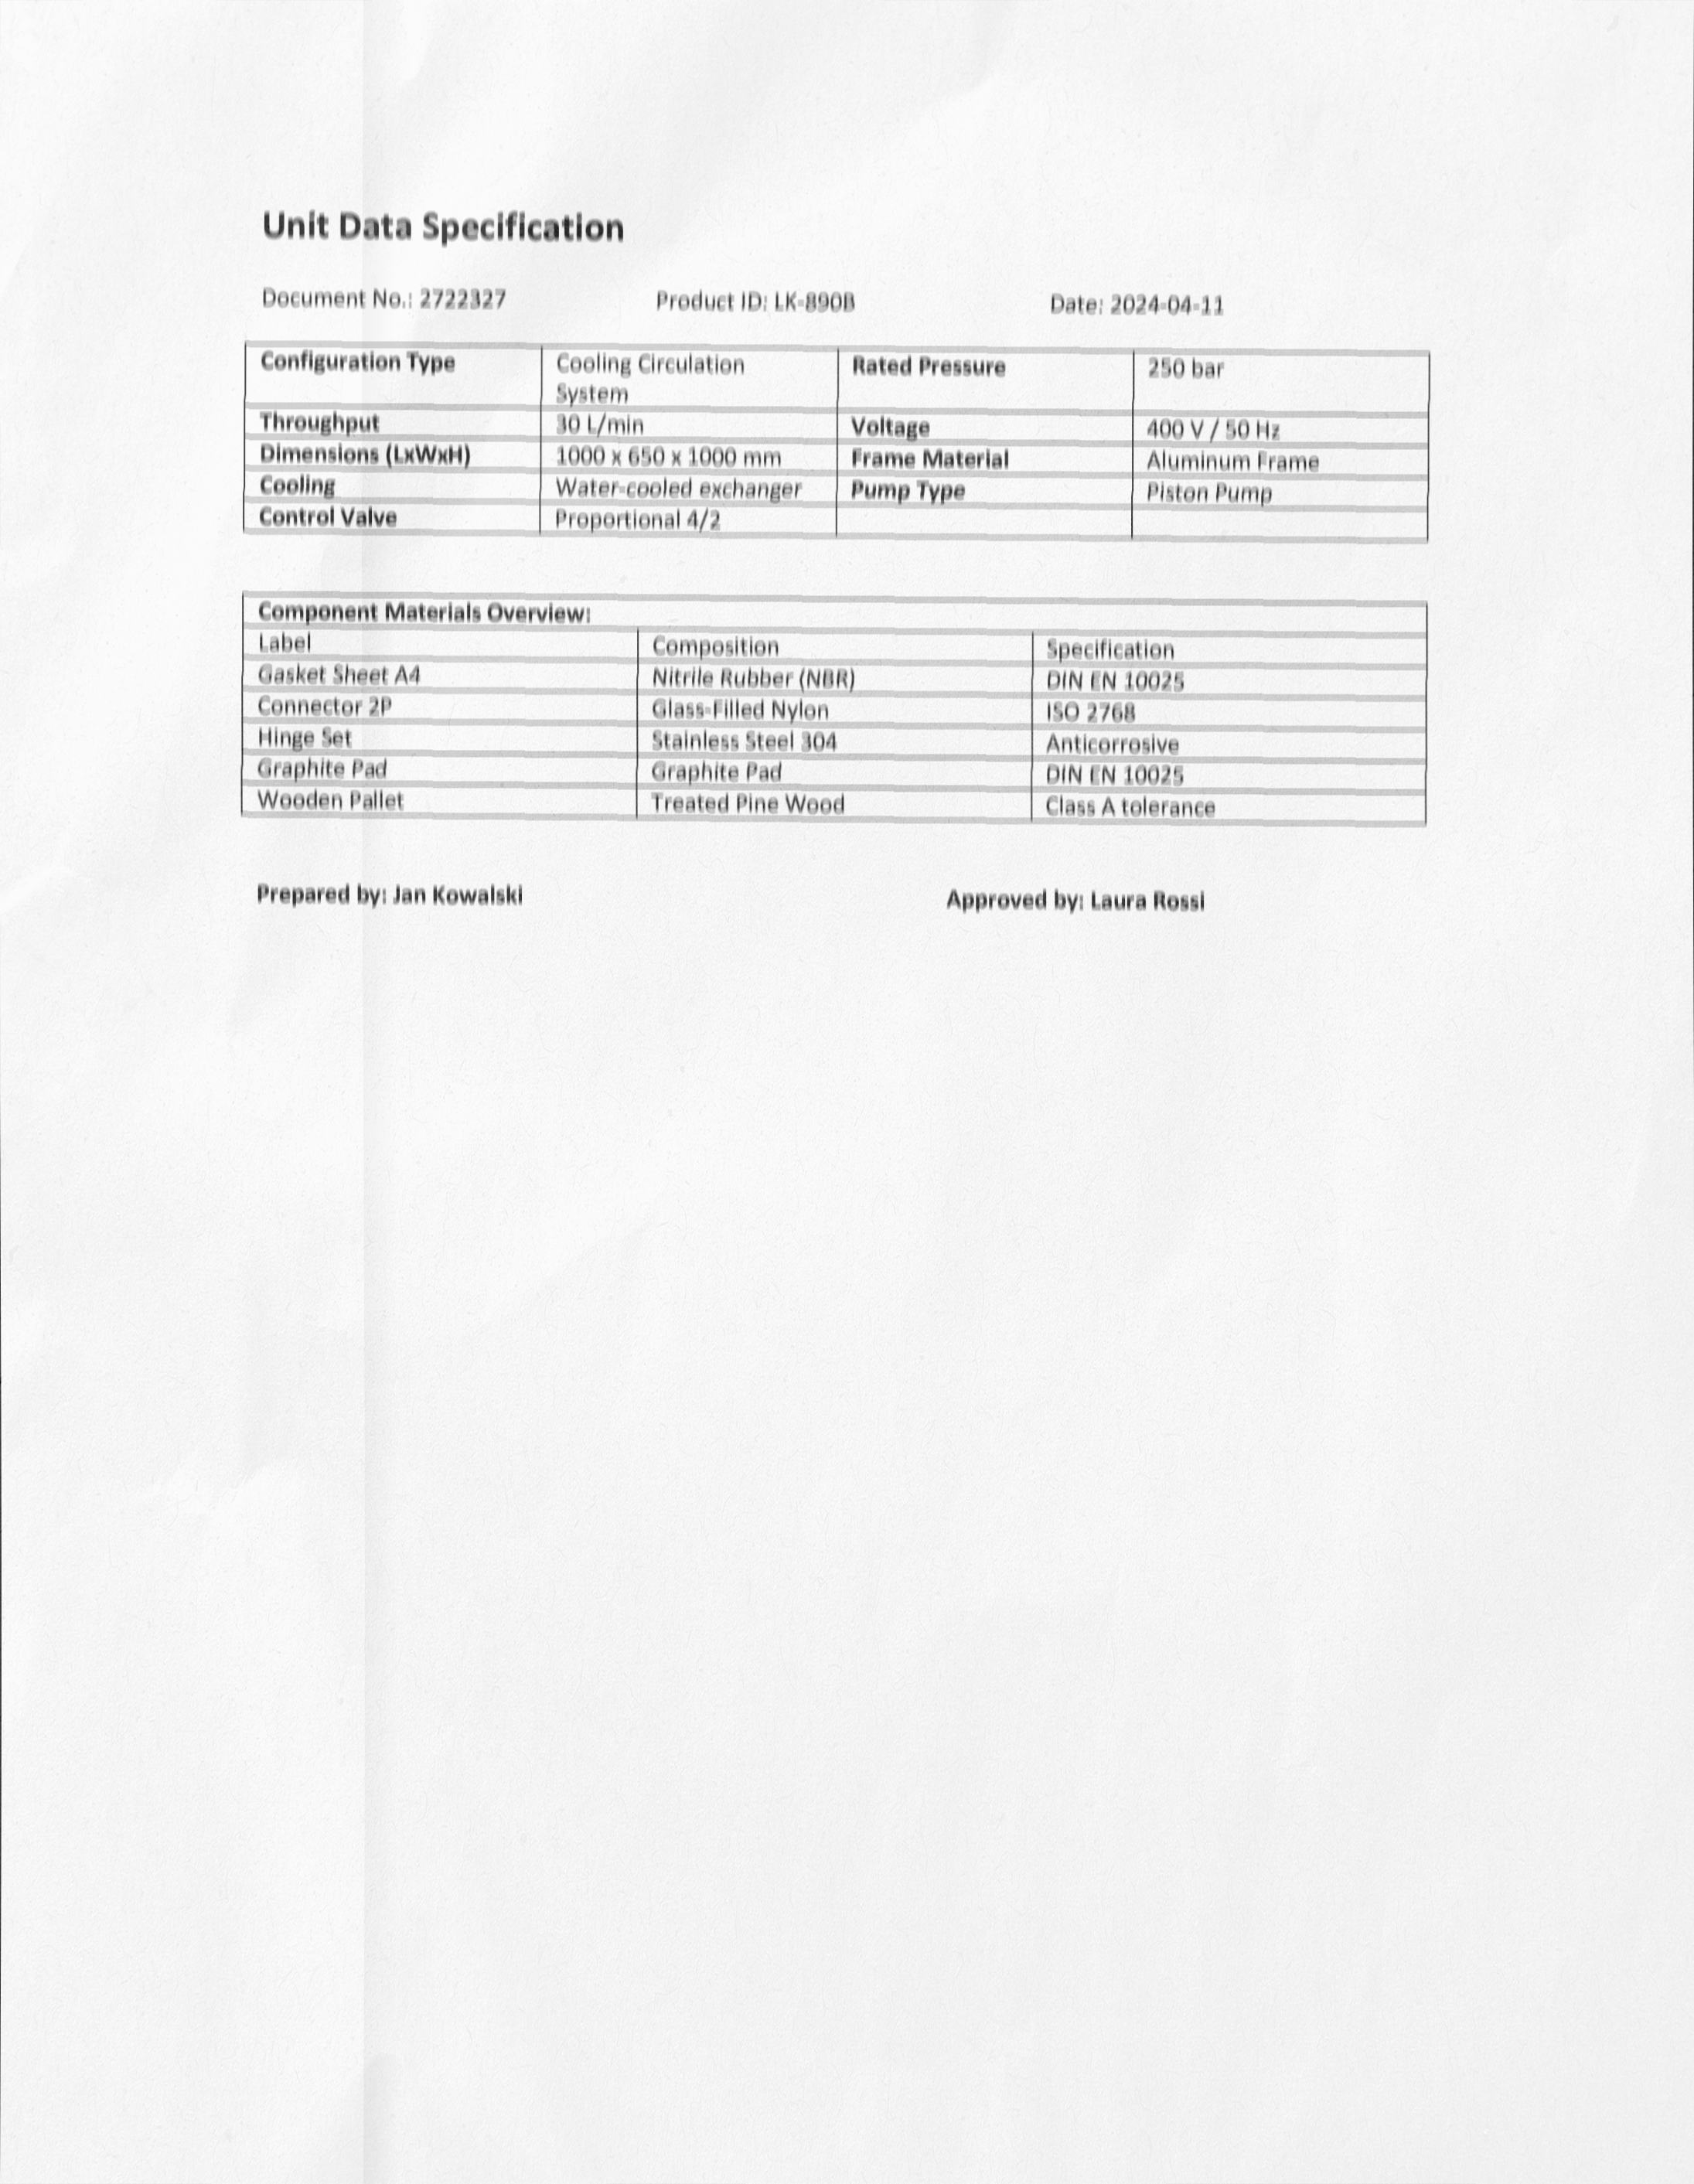 Unit Data Specification
Document No.: 2722327 Product ID: LK-890B Date: 2024-04-11
Configuration Type Cooling Circulation System Rated Pressure 250 bar
Throughput 30 L/min Voltage 400 V / 50 Hz
Dimensions (LxWxH) 1000 x 650 x 1000 mm Frame Material Aluminum Frame
Cooling Water-cooled exchanger Pump Type Piston Pump
Control Valve Proportional 4/2
Component Materials Overview:
Label Composition Specification
Gasket Sheet A4 Nitrile Rubber (NBR) DIN EN 10025
Connector 2P Glass-Filled Nylon ISO 2768
Hinge Set Stainless Steel 304 Anticorrosive
Graphite Pad Graphite Pad DIN EN 10025
Wooden Pallet Treated Pine Wood Class A tolerance
Prepared by: Jan Kowalski Approved by: Laura Rossi